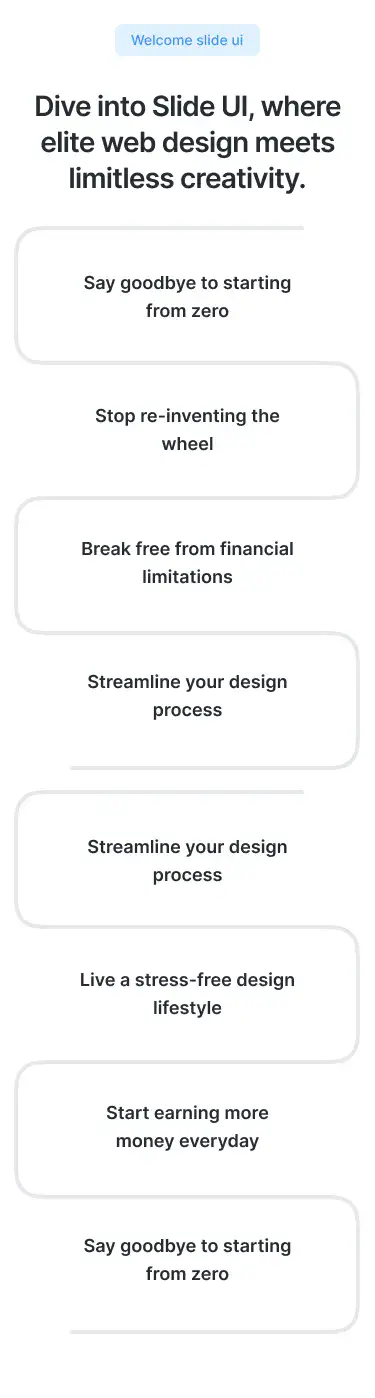 Welcome slide ui
Dive into Slide UI, where
elite web design meets
limitless creativity.
Say goodbye to starting
from zero
Stop re-inventing the
wheel
Break free from financial
limitations
Streamline your design
process
Streamline your design
process
Live a stress-free design
lifestyle
Start earning more
money everyday
Say goodbye to starting
from zero